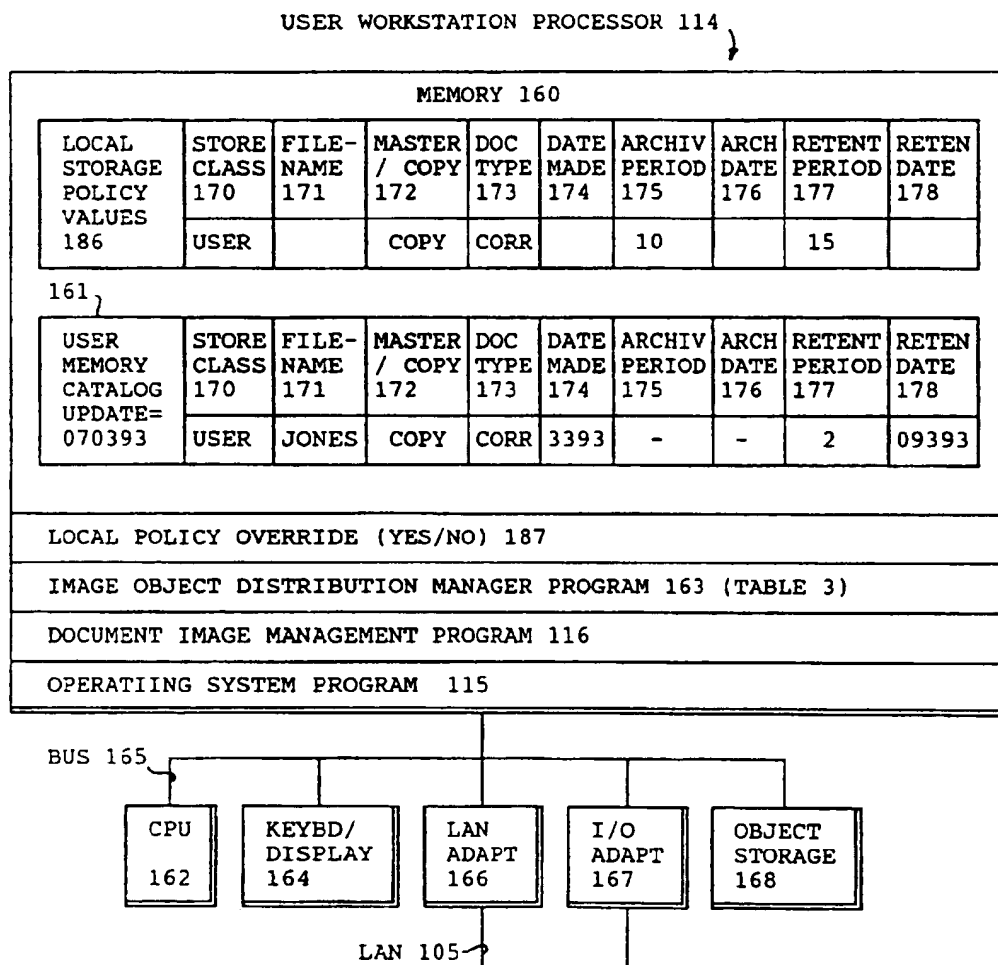 USER WORKSTATION PROCESSOR 114
MEMORY 160
LOCAL STORAGE POLICY VALUES 186
STORE CLASS 170
FILE-NAME 171
MASTER / COPY 172
DOC TYPE 173
DATE MADE 174
ARCHIV PERIOD 175
ARCH DATE 176
RETENT PERIOD 177
RETEN DATE 178
USER COPY CORR 10 15
161
USER MEMORY CATALOG UPDATE= 070393
STORE CLASS 170
FILE-NAME 171
MASTER / COPY 172
DOC TYPE 173
DATE MADE 174
ARCHIV PERIOD 175
ARCH DATE 176
RETENT PERIOD 177
RETEN DATE 178
USER JONES COPY CORR 3393 - - 2 09393
LOCAL POLICY OVERRIDE (YES/NO) 187
IMAGE OBJECT DISTRIBUTION MANAGER PROGRAM 163 (TABLE 3)
DOCUMENT IMAGE MANAGEMENT PROGRAM 116
OPERATIING SYSTEM PROGRAM 115
BUS 165
CPU 162
KEYBD/ DISPLAY 164
LAN ADAPT 166
I/O ADAPT 167
OBJECT STORAGE 168
LAN 105